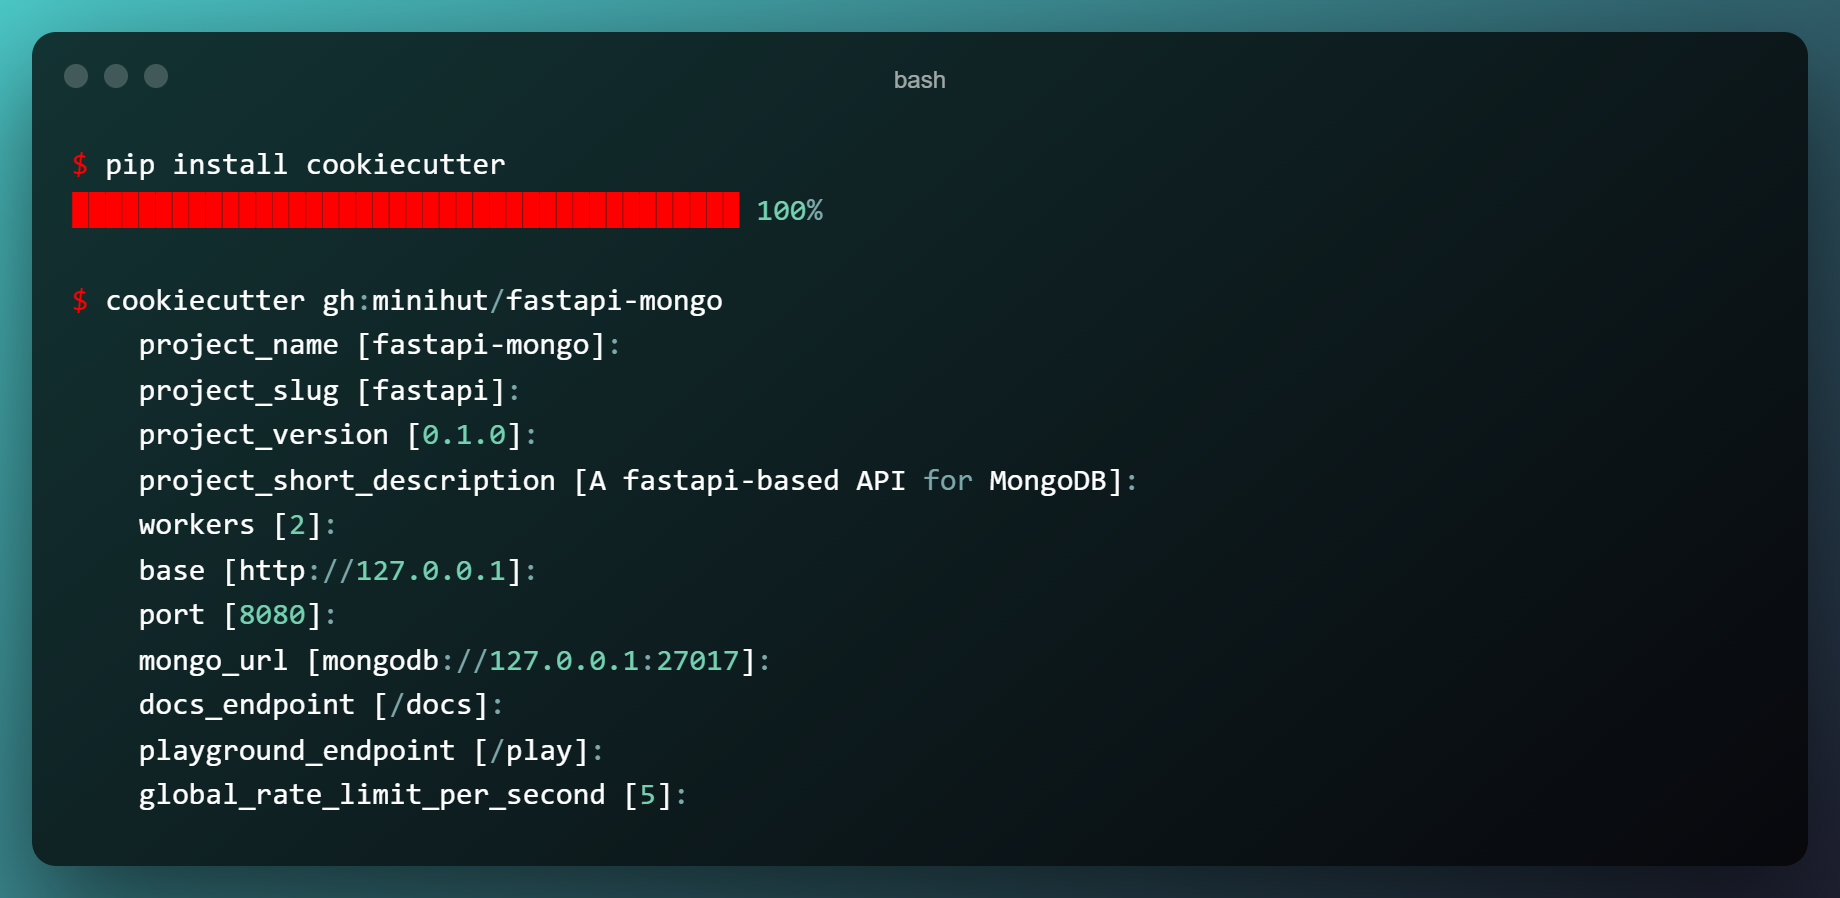 bash
$ pip install cookiecutter
████████████████████████████████████████ 100%
$ cookiecutter gh:minihut/fastapi-mongo
project_name [fastapi-mongo]:
project_slug [fastapi]:
project_version [0.1.0]:
project_short_description [A fastapi-based API for MongoDB]:
workers [2]:
base [http://127.0.0.1]:
port [8080]:
mongo_url [mongodb://127.0.0.1:27017]:
docs_endpoint [/docs]:
playground_endpoint [/play]:
global_rate_limit_per_second [5]: